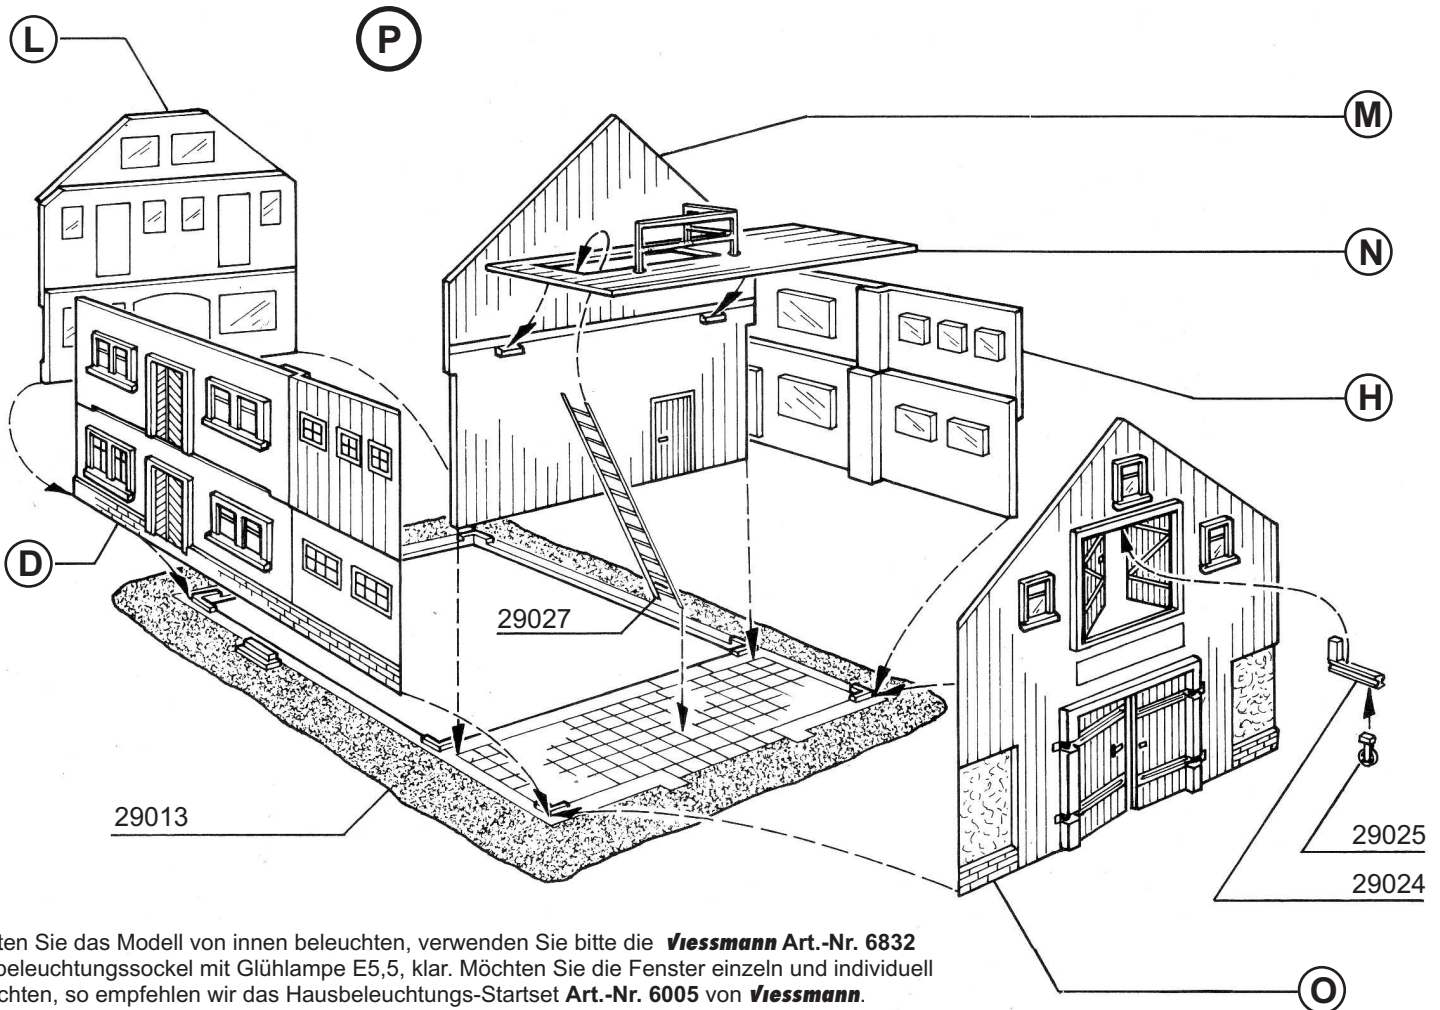 L
P
M
N
H
D
29027
29013
29025
29024
ten Sie das Modell von innen beleuchten, verwenden Sie bitte die Viessmann Art.-Nr. 6832
beleuchtungssockel mit Glühlampe E5,5, klar. Möchten Sie die Fenster einzeln und individuell
chten, so empfehlen wir das Hausbeleuchtungs-Startset Art.-Nr. 6005 von Viessmann.
O